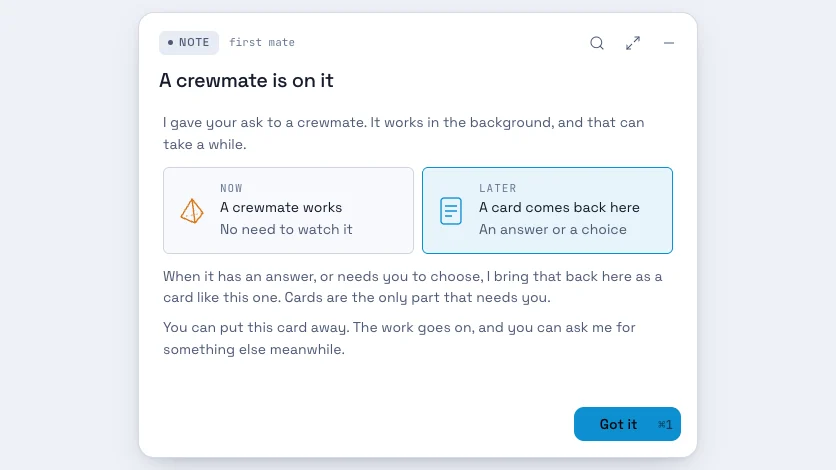 NOTE first mate
A crewmate is on it
I gave your ask to a crewmate. It works in the background, and that can
take a while.
NOW
A crewmate works
No need to watch it
LATER
A card comes back here
An answer or a choice
When it has an answer, or needs you to choose, I bring that back here as a
card like this one. Cards are the only part that needs you.
You can put this card away. The work goes on, and you can ask me for
something else meanwhile.
Got it ⌘1